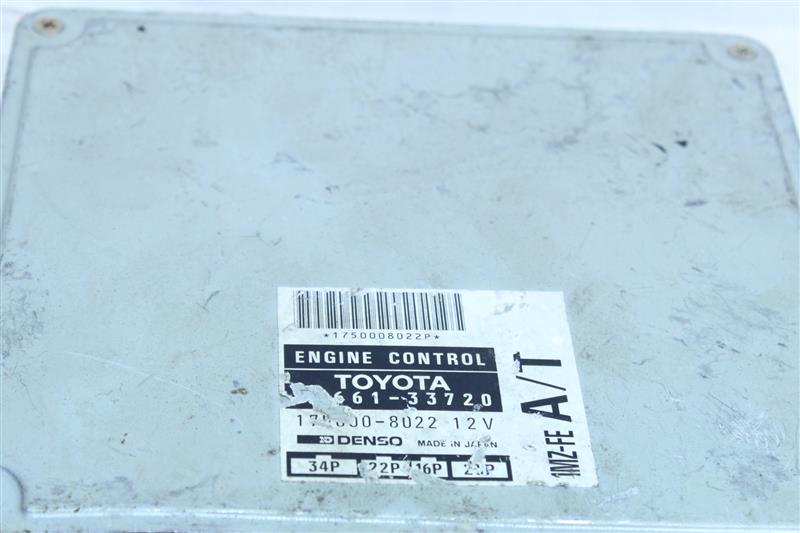 *1750008022P*
ENGINE CONTROL
TOYOTA
661-33720
8022 12V
DENSO MADE IN JAPAN
34P 22P 16P
1MZ-FE A/T